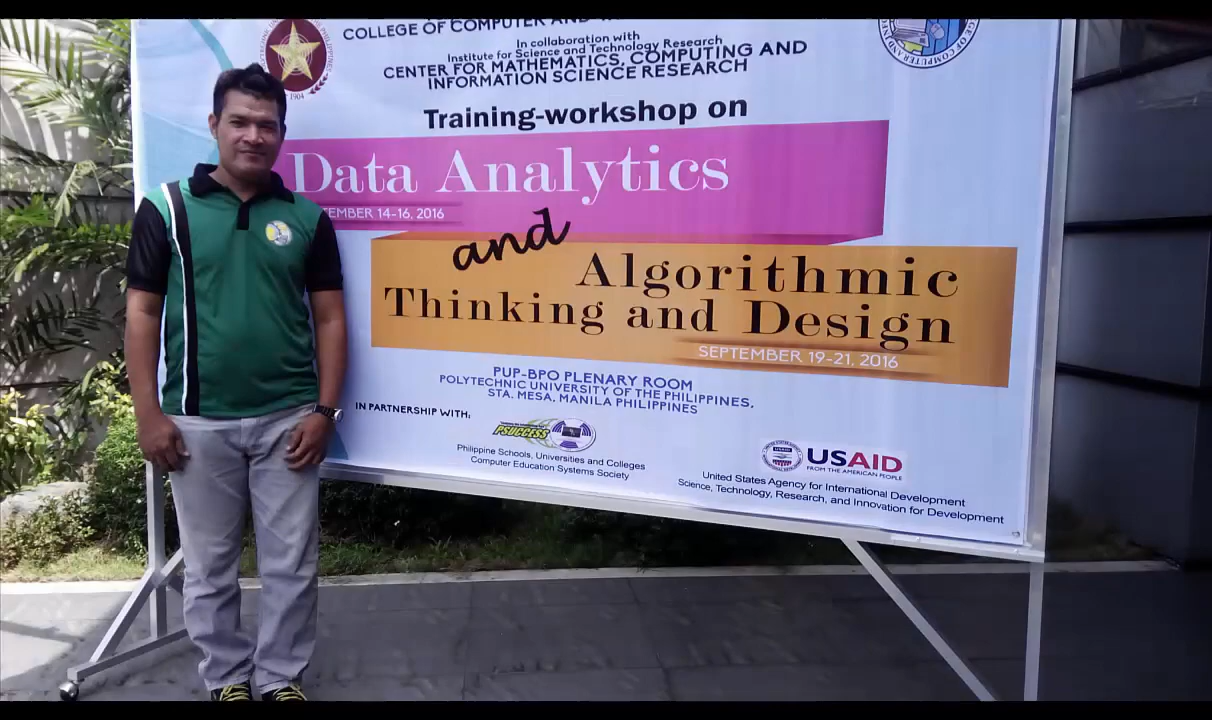 COLLEGE OF COMPUTER AND
In collaboration with
Institute for Science and Technology Research
CENTER FOR MATHEMATICS, COMPUTING AND
INFORMATION SCIENCE RESEARCH
1904
Training-workshop on
Data Analytics
TEMBER 14-16, 2016
and
Algorithmic
Thinking and Design
SEPTEMBER 19-21, 2016
PUP-BPO PLENARY ROOM
POLYTECHNIC UNIVERSITY OF THE PHILIPPINES,
STA. MESA, MANILA PHILIPPINES
IN PARTNERSHIP WITH:
PSUCCESS
Philippine Schools, Universities and Colleges
Computer Education Systems Society
USAID
FROM THE AMERICAN PEOPLE
United States Agency for International Development
Science, Technology, Research, and Innovation for Development